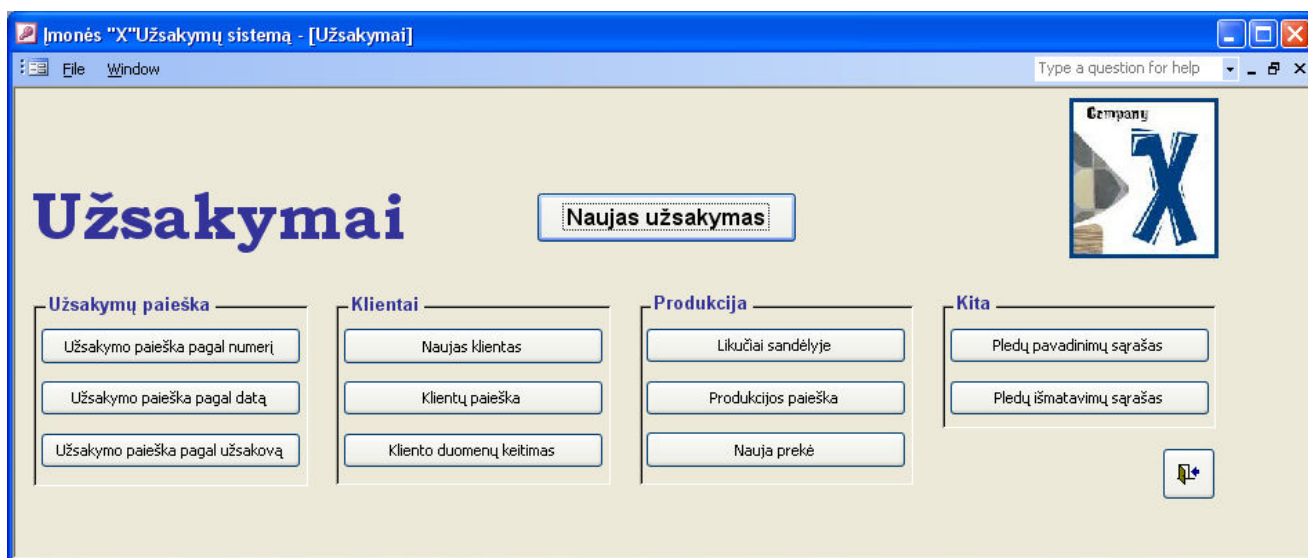 Įmonės "X"Užsakymų sistemą - [Užsakymai]
File Window Type a question for help
Company
X
Užsakymai
Naujas užsakymas
Užsakymų paieška
Užsakymo paieška pagal numerį
Užsakymo paieška pagal datą
Užsakymo paieška pagal užsakovą
Klientai
Naujas klientas
Klientų paieška
Kliento duomenų keitimas
Produkcija
Likučiai sandėlyje
Produkcijos paieška
Nauja prekė
Kita
Pledų pavadinimų sąrašas
Pledų išmatavimų sąrašas